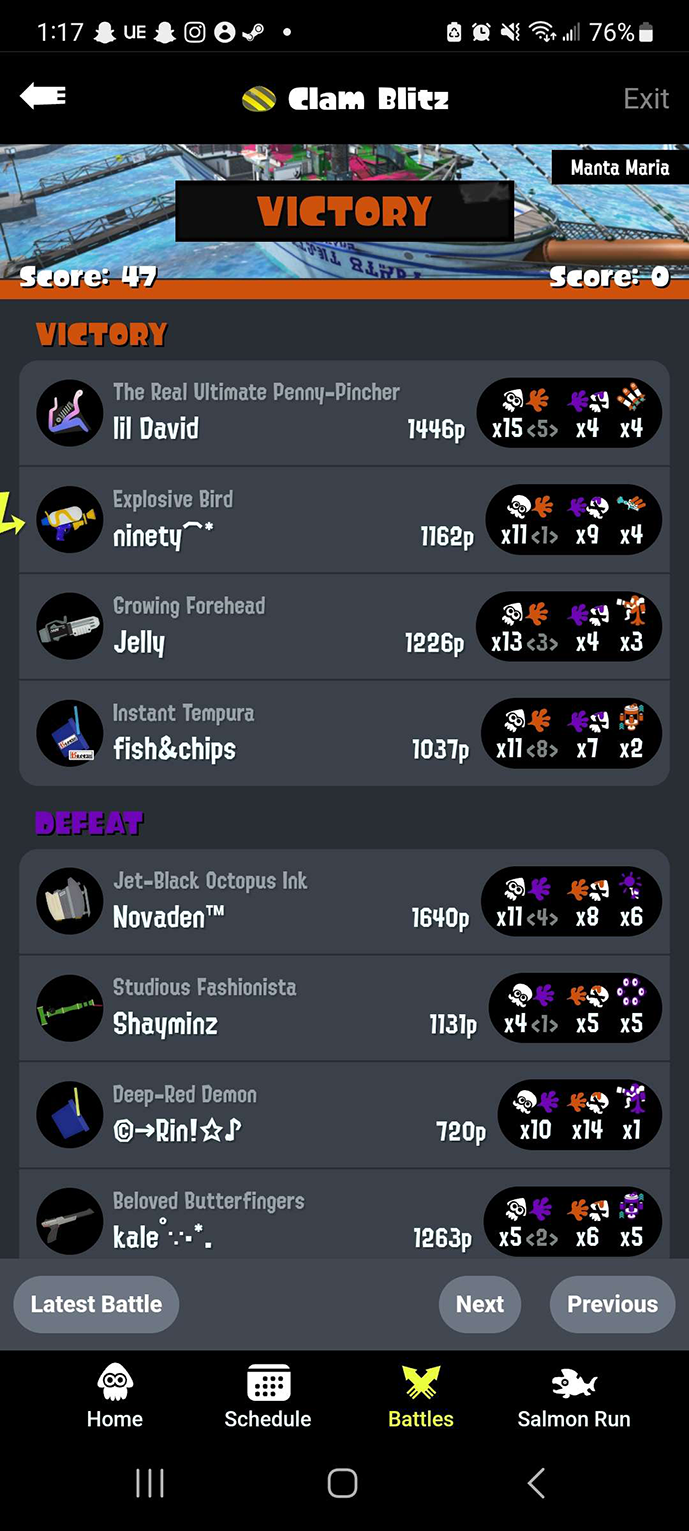 1:17 UE 76%
Clam Blitz Exit
Manta Maria
VICTORY
Score: 47 Score: 0
VICTORY
The Real Ultimate Penny-Pincher
lil David 1446p x15 <5> x4 x4
Explosive Bird
ninety⌒* 1162p x11 <1> x9 x4
Growing Forehead
Jelly 1226p x13 <3> x4 x3
Instant Tempura
fish&chips 1037p x11 <8> x7 x2
DEFEAT
Jet-Black Octopus Ink
Novaden™ 1640p x11 <4> x8 x6
Studious Fashionista
Shayminz 1131p x4 <1> x5 x5
Deep-Red Demon
©→Rin!☆♪ 720p x10 x14 x1
Beloved Butterfingers
kale°∵•*. 1263p x5 <2> x6 x5
Latest Battle Next Previous
Home Schedule Battles Salmon Run